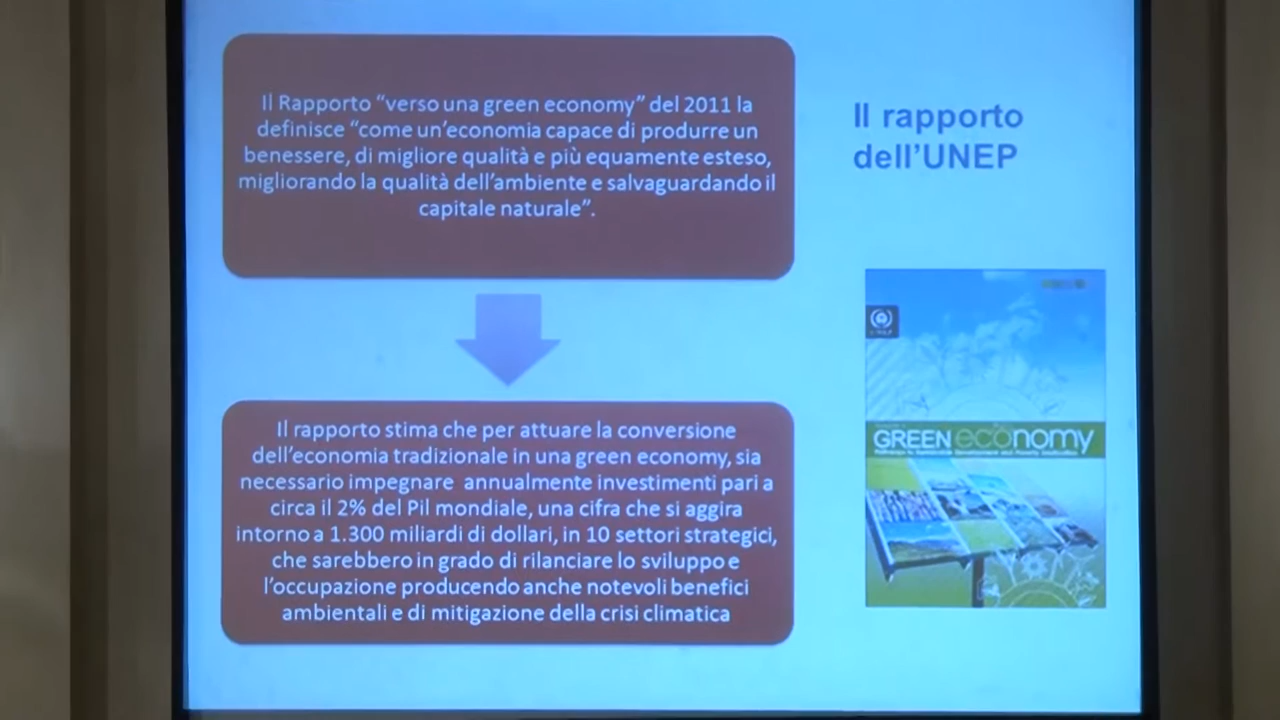 Il Rapporto "verso una green economy" del 2011 la
definisce "come un'economia capace di produrre un
benessere, di migliore qualità e più equamente esteso,
migliorando la qualità dell'ambiente e salvaguardando il
capitale naturale".
Il rapporto stima che per attuare la conversione
dell'economia tradizionale in una green economy, sia
necessario impegnare annualmente investimenti pari a
circa il 2% del Pil mondiale, una cifra che si aggira
intorno a 1.300 miliardi di dollari, in 10 settori strategici,
che sarebbero in grado di rilanciare lo sviluppo e
l'occupazione producendo anche notevoli benefici
ambientali e di mitigazione della crisi climatica
Il rapporto
dell'UNEP
GREEN economy